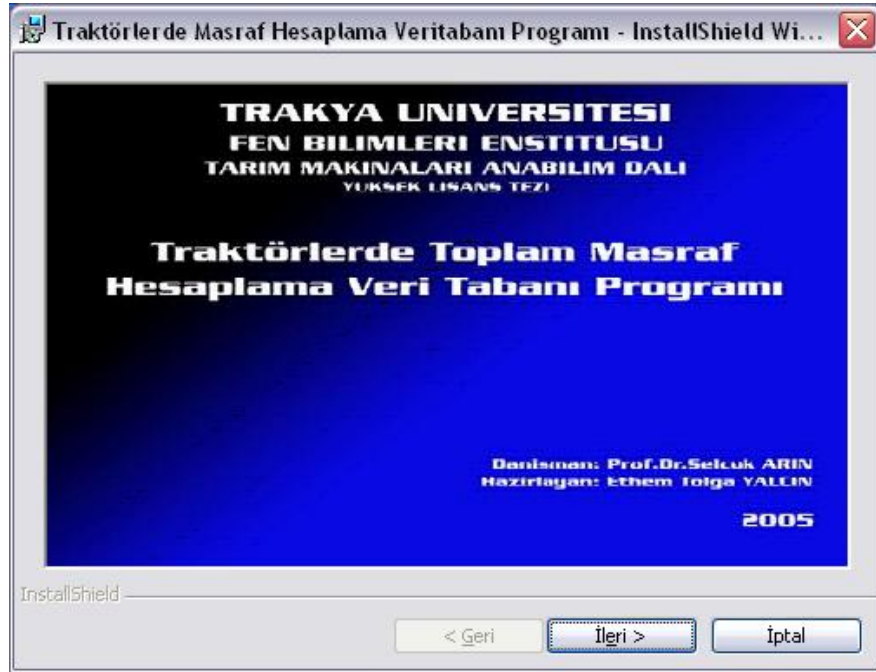 Traktörlerde Masraf Hesaplama Veritabanı Programı - InstallShield Wi...
TRAKYA UNIVERSITESI
FEN BILIMLERI ENSTITUSU
TARIM MAKINALARI ANABILIM DALI
YUKSEK LISANS TEZI
Traktörlerde Toplam Masraf
Hesaplama Veri Tabanı Programı
Danisman: Prof.Dr.Selcuk ARIN
Hazirlayan: Ethem Tolga YALCIN
2005
InstallShield
< Geri
İleri >
İptal